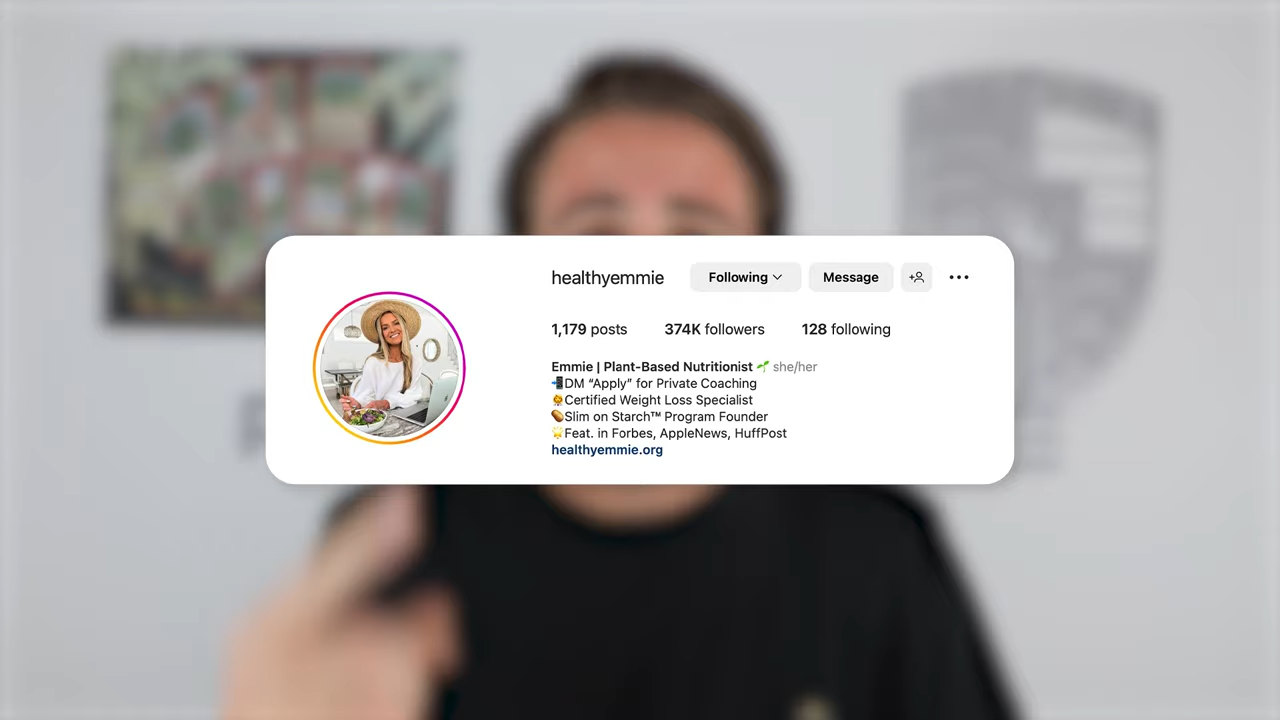 healthyemmie Following Message
1,179 posts 374K followers 128 following
Emmie | Plant-Based Nutritionist 🌱 she/her
📲DM “Apply” for Private Coaching
👩‍⚕️Certified Weight Loss Specialist
🥔Slim on Starch™ Program Founder
🌟Feat. in Forbes, AppleNews, HuffPost
healthyemmie.org